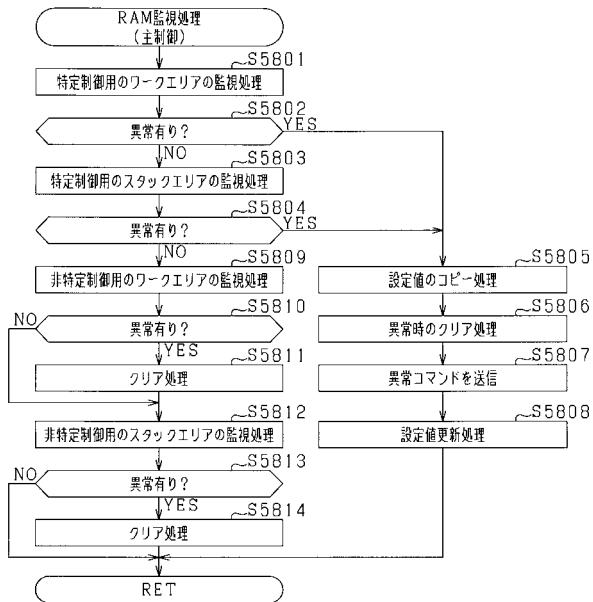 RAM監視処理
(主制御)
S5801
特定制御用のワークエリアの監視処理
S5802
異常有り?
YES
NO
S5803
特定制御用のスタックエリアの監視処理
S5804
異常有り?
YES
NO
S5809
非特定制御用のワークエリアの監視処理
S5810
NO
異常有り?
YES
S5811
クリア処理
S5812
非特定制御用のスタックエリアの監視処理
S5813
NO
異常有り?
YES
S5814
クリア処理
S5805
設定値のコピー処理
S5806
異常時のクリア処理
S5807
異常コマンドを送信
S5808
設定値更新処理
RET